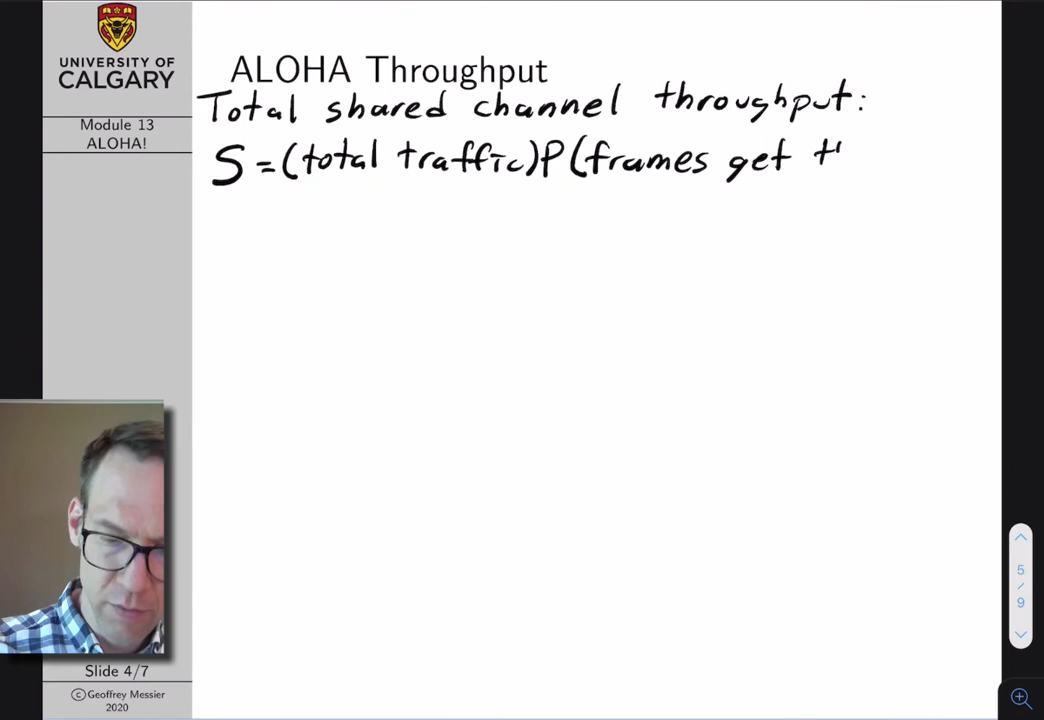 UNIVERSITY OF
CALGARY
Module 13
ALOHA!
ALOHA Throughput
Total shared channel throughput:
S = (total traffic)P(frames get
5
/
9
Slide 4/7
©Geoffrey Messier
2020